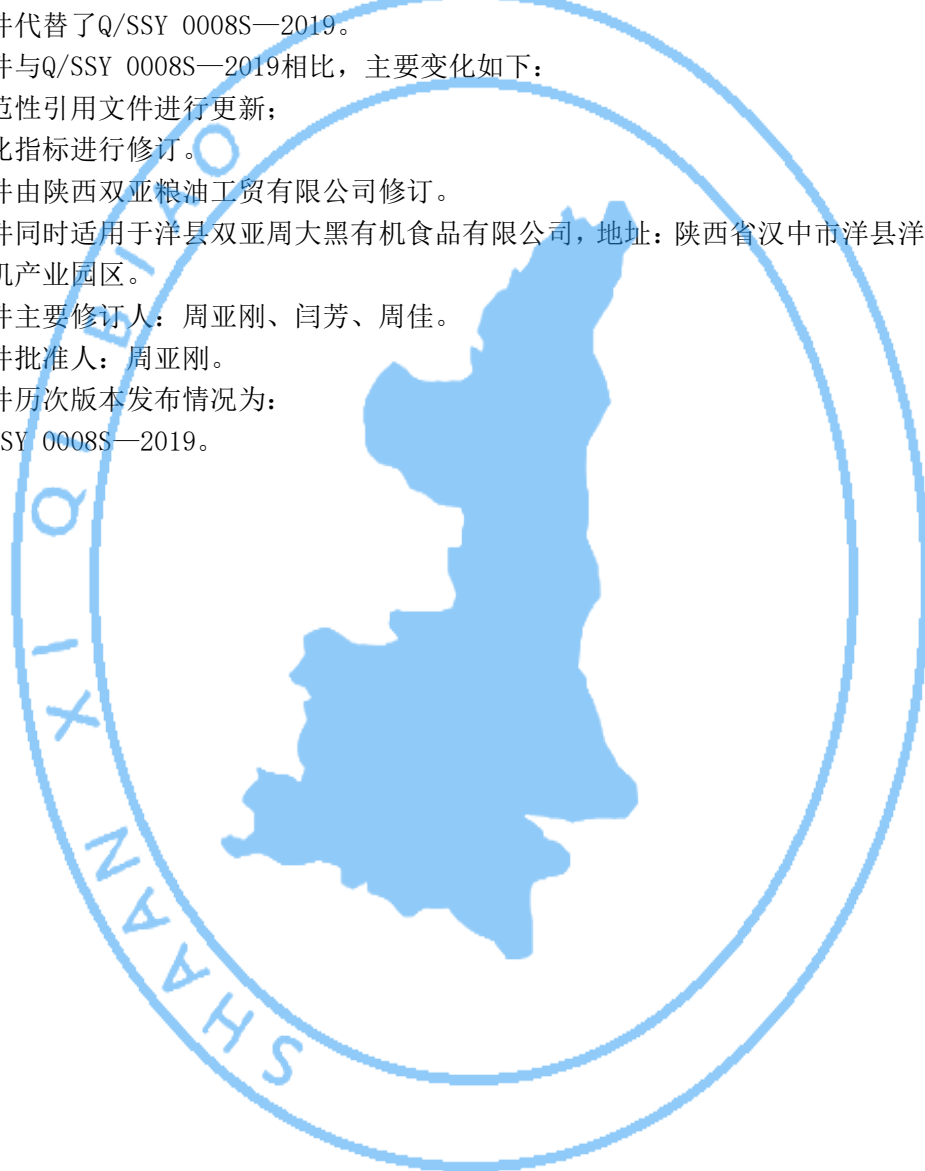 件代替了Q/SSY 0008S—2019。
件与Q/SSY 0008S—2019相比，主要变化如下：
范性引用文件进行更新；
化指标进行修订。
件由陕西双亚粮油工贸有限公司修订。
件同时适用于洋县双亚周大黑有机食品有限公司，地址：陕西省汉中市洋县洋
机产业园区。
件主要修订人：周亚刚、闫芳、周佳。
件批准人：周亚刚。
件历次版本发布情况为：
SY 0008S—2019。
SHAAN XI QI BIAO